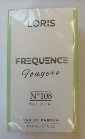 LORIS
FREQUENCE
Fougere
N°108
EAU DE PARFUM